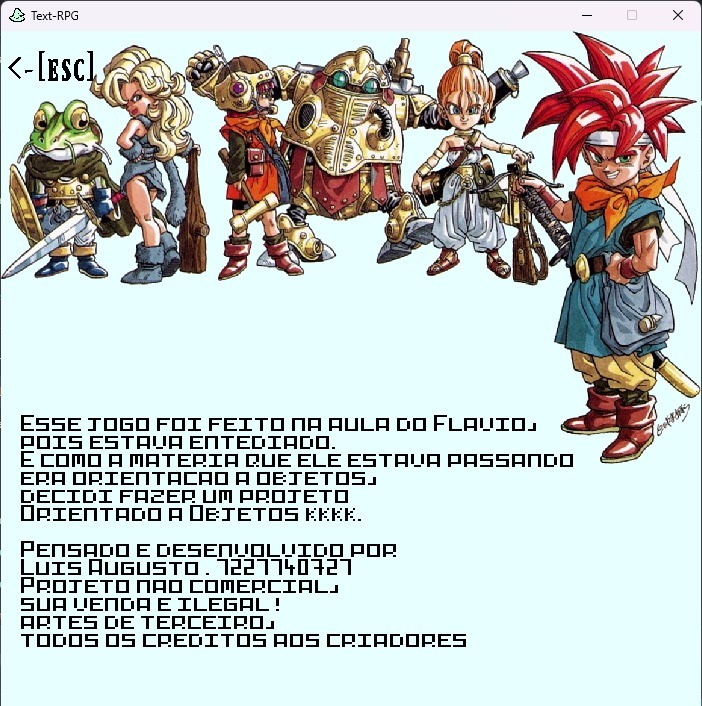 Text-RPG
<-[ESC]
Esse jogo foi feito na aula do Flavio,
pois estava entediado.
E como a materia que ele estava passando
era orientacao a objetos,
decidi fazer um projeto
Orientado a Objetos kkkk.
Pensado e desenvolvido por
Luis Augusto . 1227740727
Projeto nao comercial,
sua venda e ilegal!
artes de terceiro,
todos os creditos aos criadores